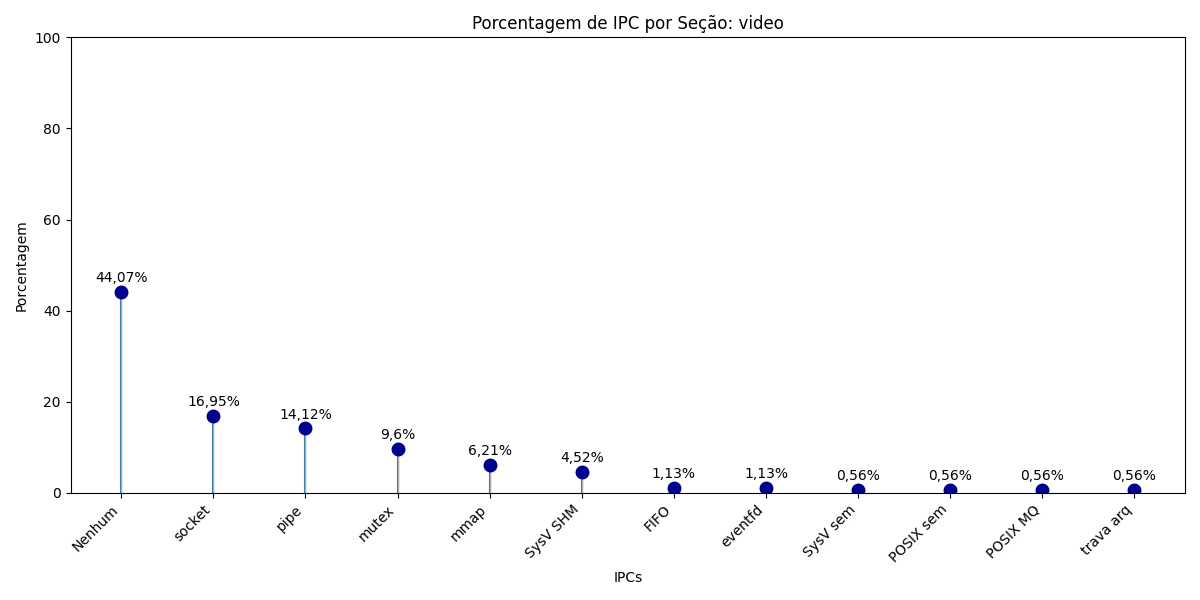 Porcentagem de IPC por Seção: video
100
80
60
40
20
0
Porcentagem
44,07%
16,95%
14,12%
9,6%
6,21%
4,52%
1,13%
1,13%
0,56%
0,56%
0,56%
0,56%
Nenhum
socket
pipe
mutex
mmap
SysV SHM
FIFO
eventfd
SysV sem
POSIX sem
POSIX MQ
trava arq
IPCs